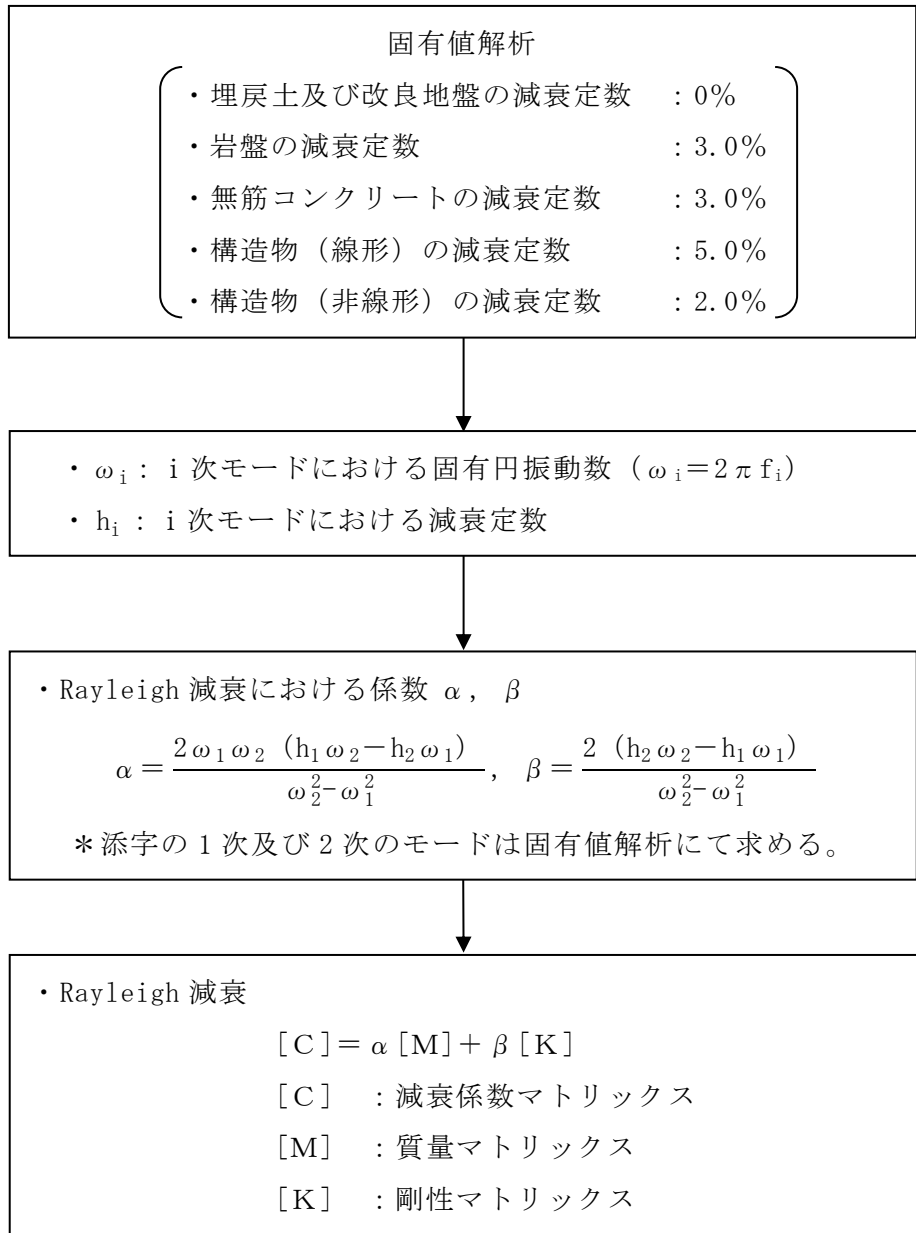 固有値解析
・埋戻土及び改良地盤の減衰定数 :0%
・岩盤の減衰定数 :3.0%
・無筋コンクリートの減衰定数 :3.0%
・構造物（線形）の減衰定数 :5.0%
・構造物（非線形）の減衰定数 :2.0%
・ωi：i次モードにおける固有円振動数（ωi＝2πfi）
・hi：i次モードにおける減衰定数
・Rayleigh減衰における係数 α, β
α＝2ω1ω2（h1ω2－h2ω1）/(ω2²－ω1²), β＝2（h2ω2－h1ω1）/(ω2²－ω1²)
＊添字の1次及び2次のモードは固有値解析にて求める。
・Rayleigh減衰
[C]＝α[M]＋β[K]
[C] :減衰係数マトリックス
[M] :質量マトリックス
[K] :剛性マトリックス